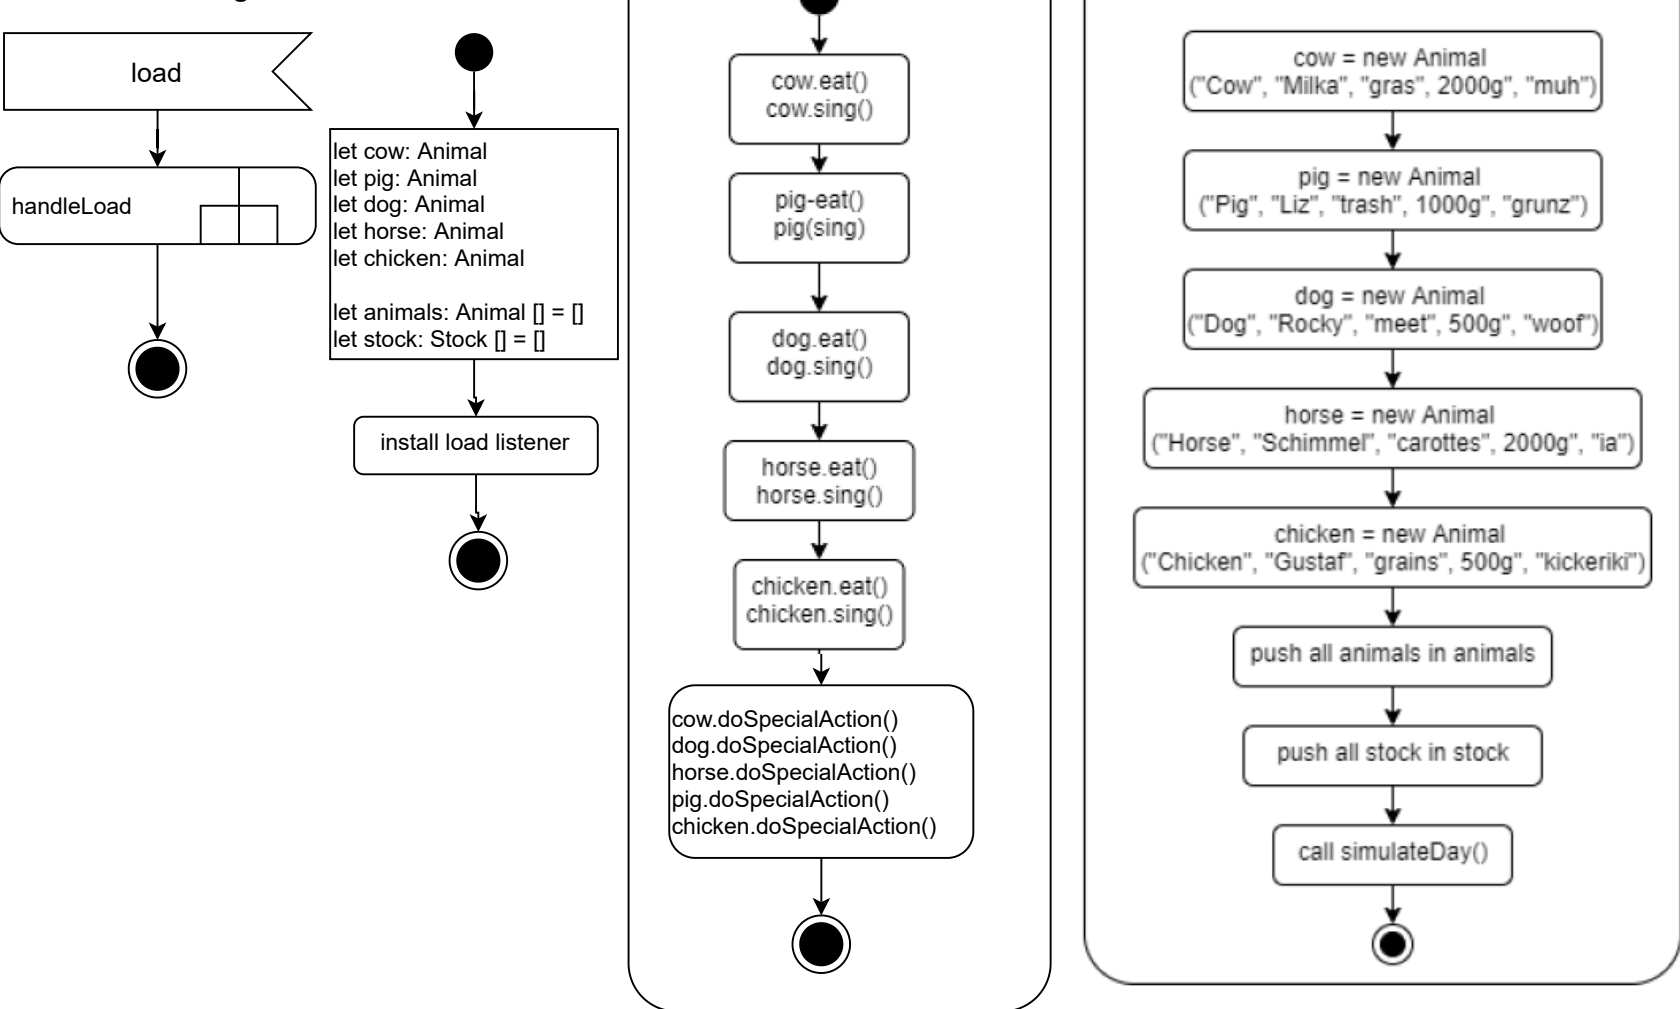 load
handleLoad
let cow: Animal
let pig: Animal
let dog: Animal
let horse: Animal
let chicken: Animal
let animals: Animal [] = []
let stock: Stock [] = []
install load listener
cow.eat()
cow.sing()
pig-eat()
pig(sing)
dog.eat()
dog.sing()
horse.eat()
horse.sing()
chicken.eat()
chicken.sing()
cow.doSpecialAction()
dog.doSpecialAction()
horse.doSpecialAction()
pig.doSpecialAction()
chicken.doSpecialAction()
cow = new Animal
("Cow", "Milka", "gras", 2000g", "muh")
pig = new Animal
("Pig", "Liz", "trash", 1000g", "grunz")
dog = new Animal
("Dog", "Rocky", "meet", 500g", "woof")
horse = new Animal
("Horse", "Schimmel", "carottes", 2000g", "ia")
chicken = new Animal
("Chicken", "Gustaf", "grains", 500g", "kickeriki")
push all animals in animals
push all stock in stock
call simulateDay()